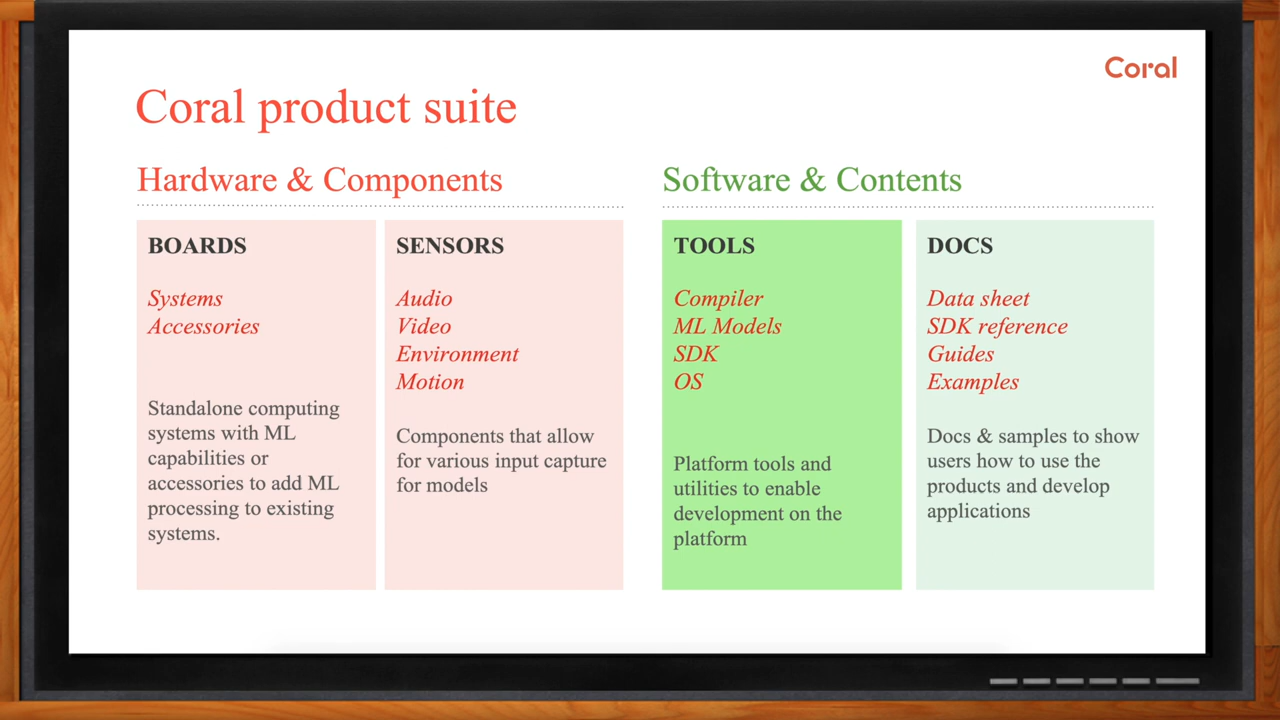 Coral
Coral product suite
Hardware & Components
BOARDS
Systems
Accessories
Standalone computing
systems with ML
capabilities or
accessories to add ML
processing to existing
systems.
SENSORS
Audio
Video
Environment
Motion
Components that allow
for various input capture
for models
Software & Contents
TOOLS
Compiler
ML Models
SDK
OS
Platform tools and
utilities to enable
development on the
platform
DOCS
Data sheet
SDK reference
Guides
Examples
Docs & samples to show
users how to use the
products and develop
applications